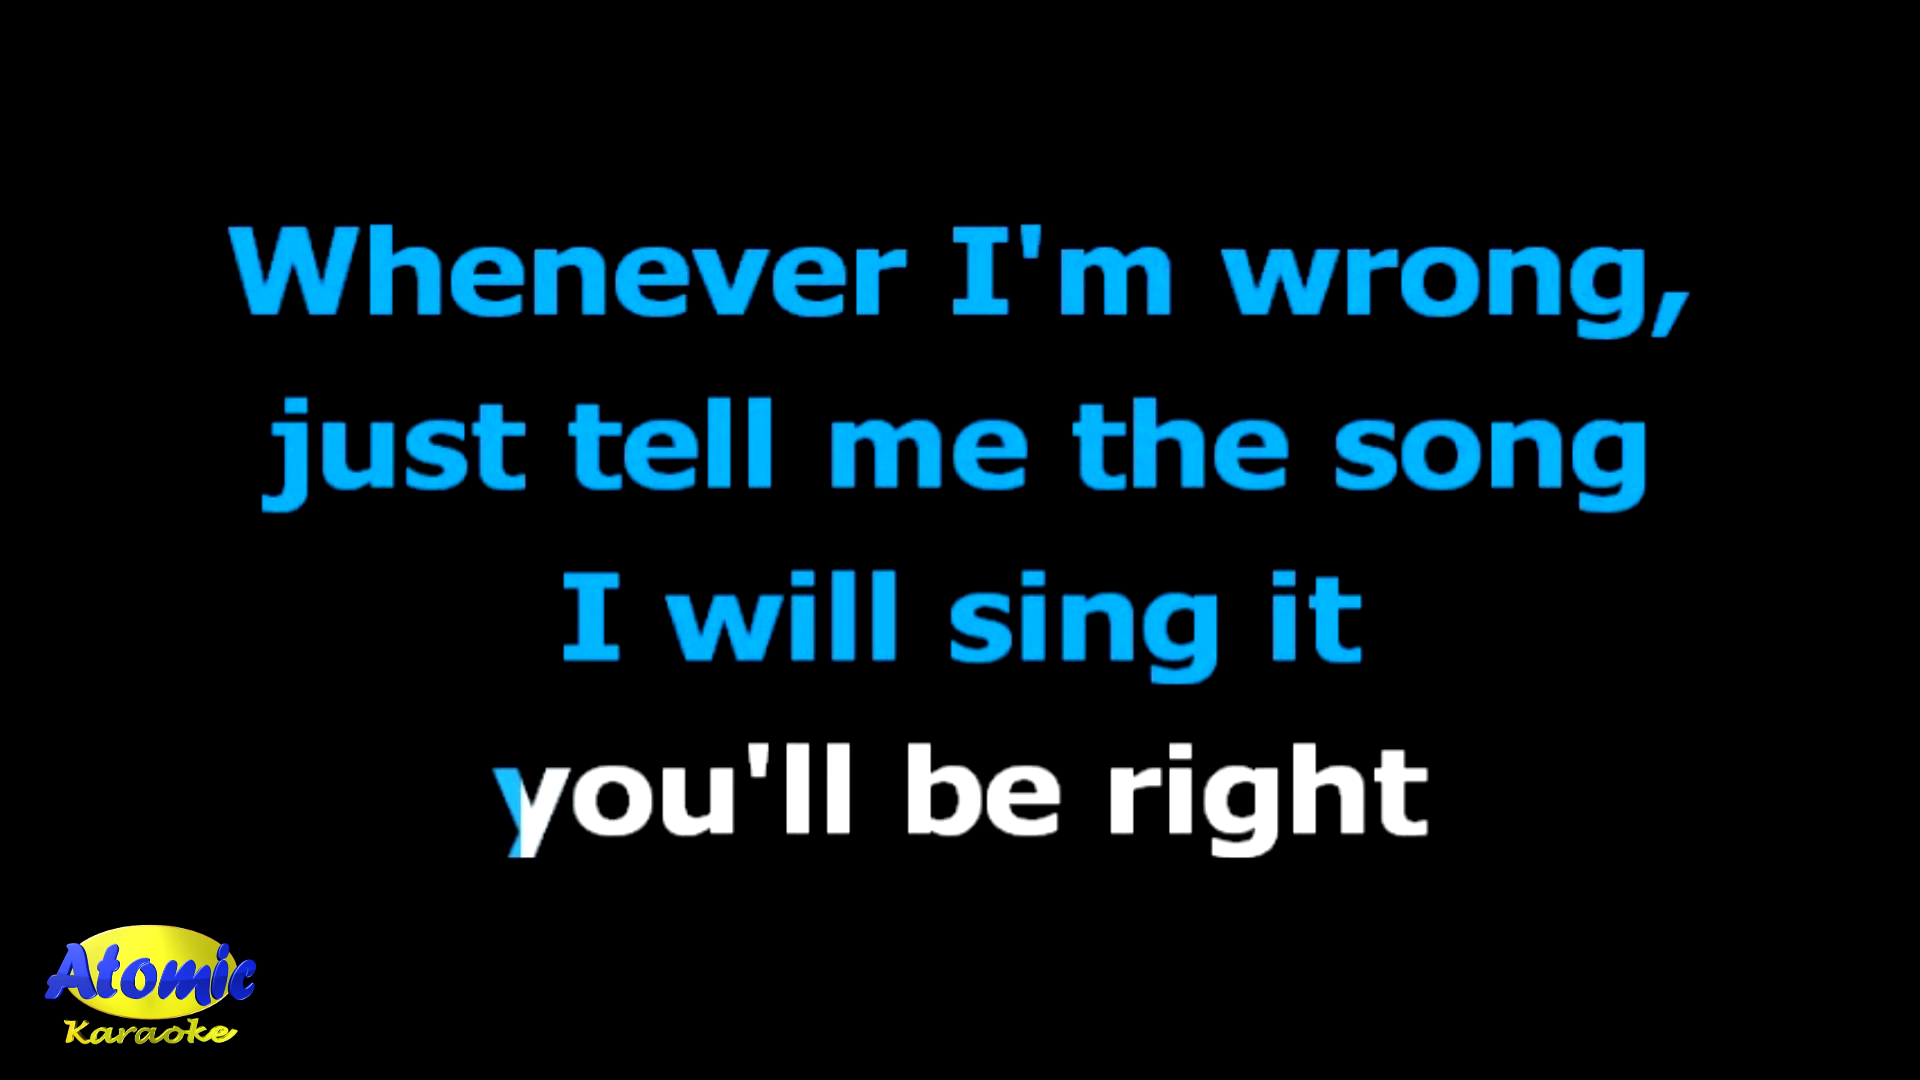 Whenever I'm wrong,
just tell me the song
I will sing it
you'll be right
Atomic
Karaoke